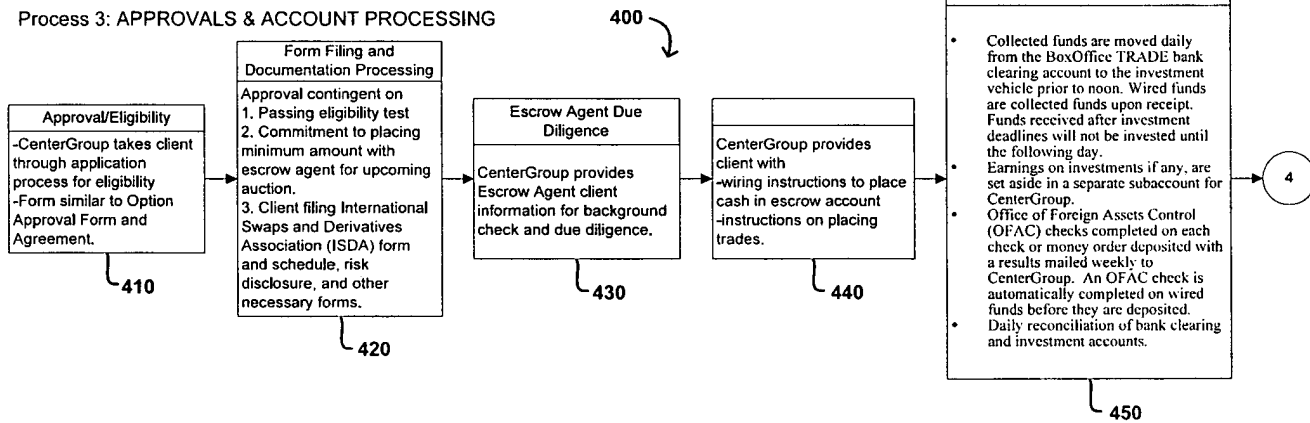 Process 3: APPROVALS & ACCOUNT PROCESSING
400
Approval/Eligibility
-CenterGroup takes client
through application
process for eligibility
-Form similar to Option
Approval Form and
Agreement.
410
Form Filing and
Documentation Processing
Approval contingent on
1. Passing eligibility test
2. Commitment to placing
minimum amount with
escrow agent for upcoming
auction.
3. Client filing International
Swaps and Derivatives
Association (ISDA) form
and schedule, risk
disclosure, and other
necessary forms.
420
Escrow Agent Due
Diligence
CenterGroup provides
Escrow Agent client
information for background
check and due diligence.
430
CenterGroup provides
client with
-wiring instructions to place
cash in escrow account
-instructions on placing
trades.
440
• Collected funds are moved daily
from the BoxOffice TRADE bank
clearing account to the investment
vehicle prior to noon. Wired funds
are collected funds upon receipt.
Funds received after investment
deadlines will not be invested until
the following day.
• Earnings on investments if any, are
set aside in a separate subaccount for
CenterGroup.
• Office of Foreign Assets Control
(OFAC) checks completed on each
check or money order deposited with
a results mailed weekly to
CenterGroup. An OFAC check is
automatically completed on wired
funds before they are deposited.
• Daily reconciliation of bank clearing
and investment accounts.
450
4